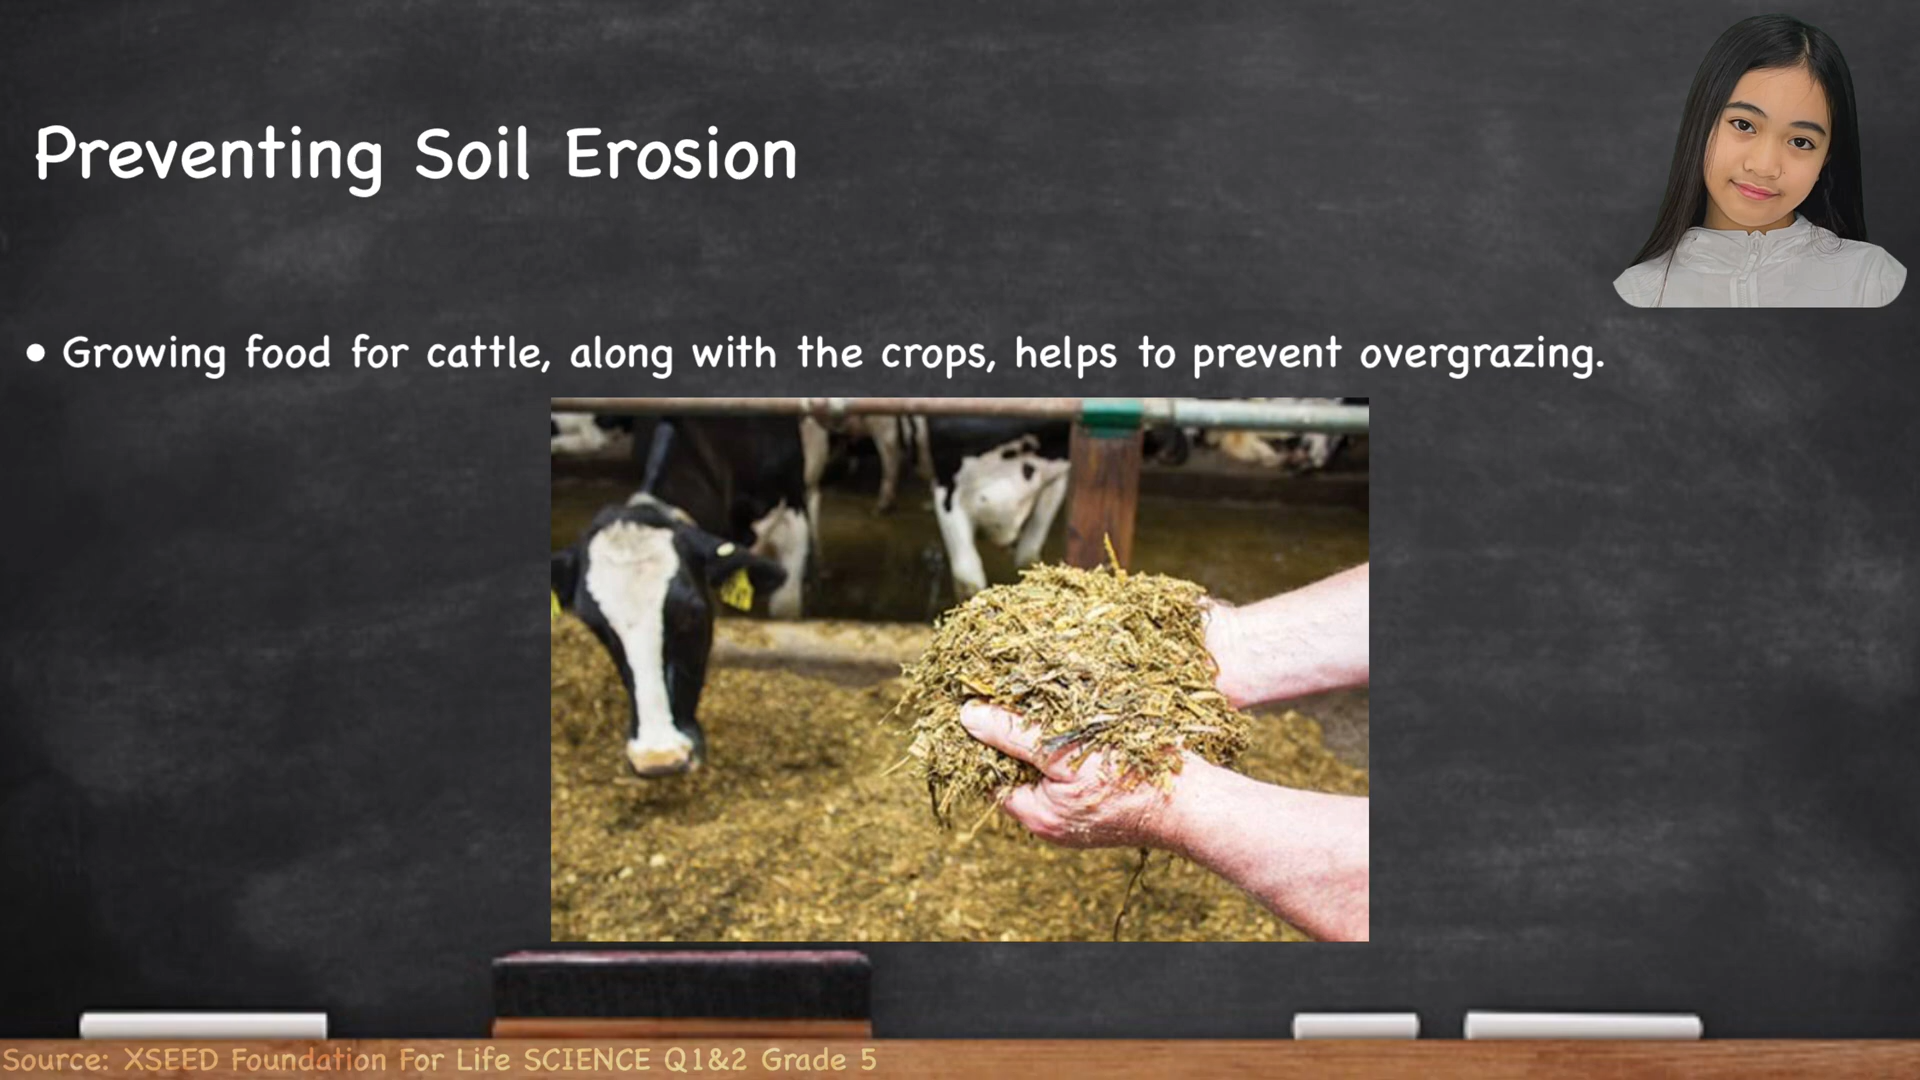 Preventing Soil Erosion
• Growing food for cattle, along with the crops, helps to prevent overgrazing.
Source: XSEED Foundation For Life SCIENCE Q1&2 Grade 5